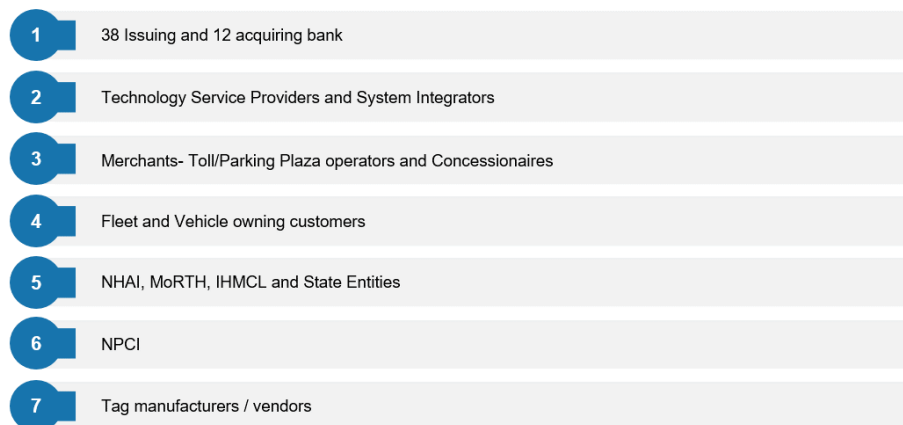 1 38 Issuing and 12 acquiring bank
2 Technology Service Providers and System Integrators
3 Merchants- Toll/Parking Plaza operators and Concessionaires
4 Fleet and Vehicle owning customers
5 NHAI, MoRTH, IHMCL and State Entities
6 NPCI
7 Tag manufacturers / vendors